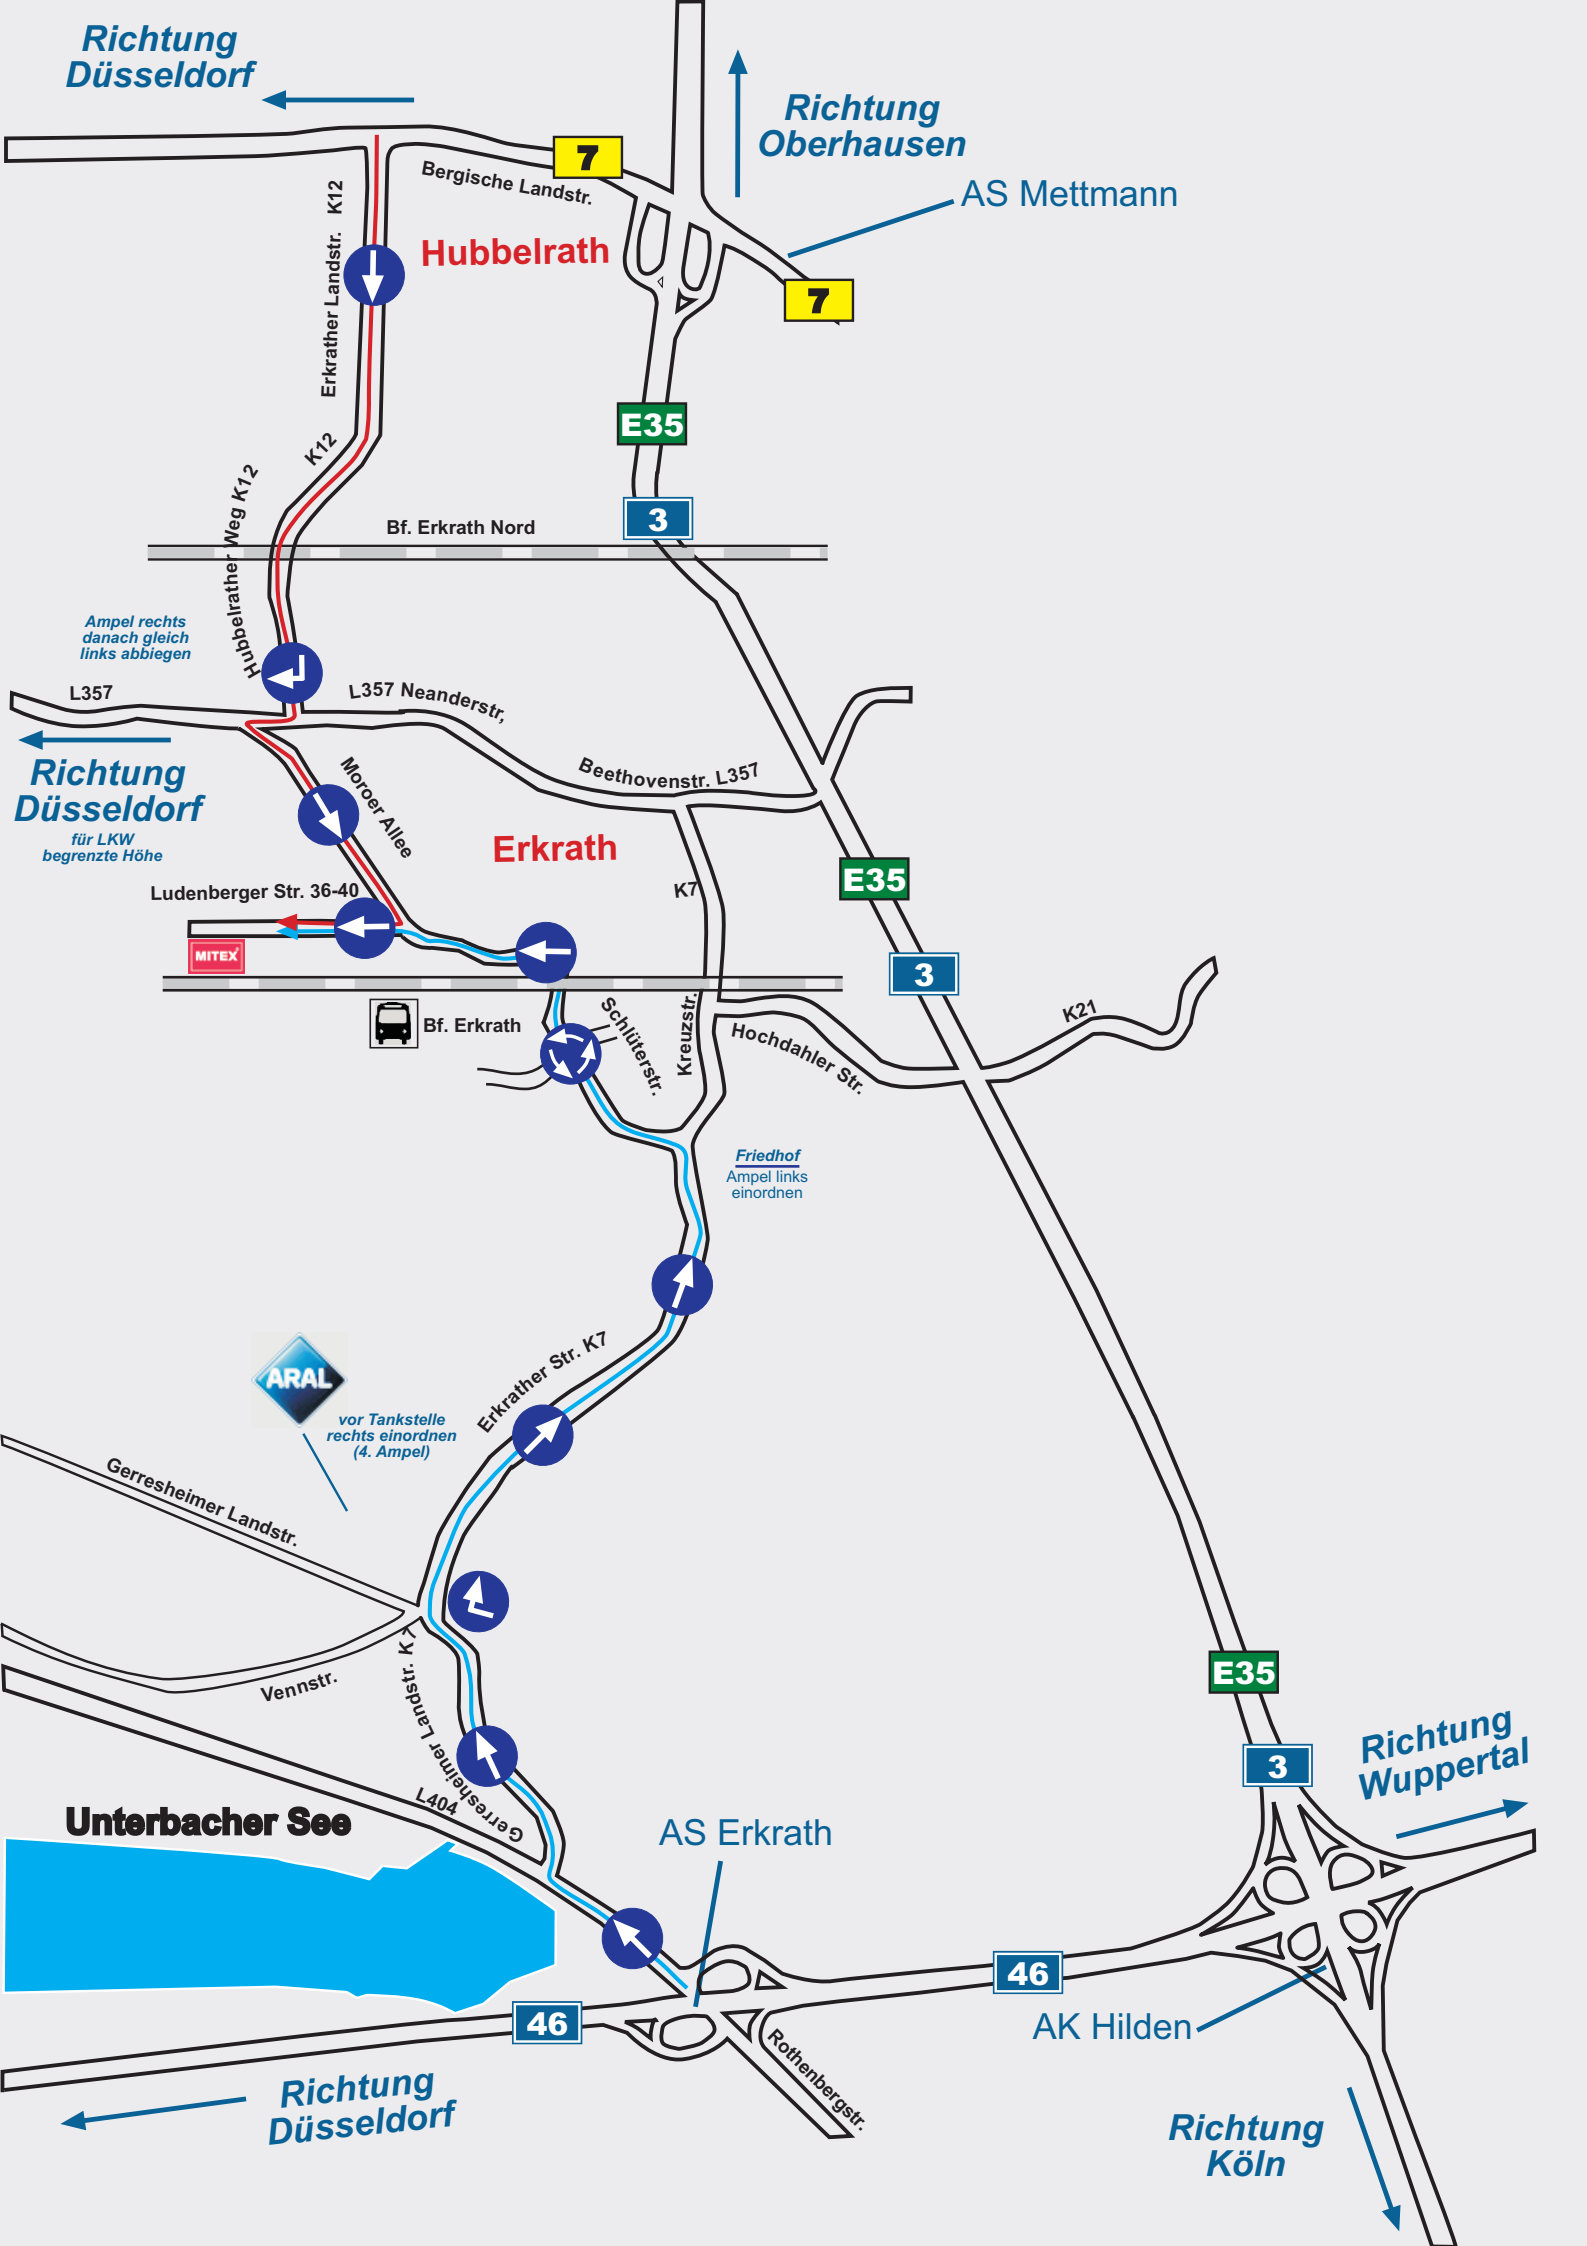 Richtung
Düsseldorf
Richtung
Oberhausen
7
Bergische Landstr.
AS Mettmann
Erkrather Landstr. K12
Hubbelrath
7
E35
K12
Hubbelrather Weg K12
3
Bf. Erkrath Nord
Ampel rechts
danach gleich
links abbiegen
L357
L357 Neanderstr,
Richtung
Düsseldorf
für LKW
begrenzte Höhe
Moroer Allee
Beethovenstr. L357
Erkrath
E35
K7
Ludenberger Str. 36-40
MITEX
3
Bf. Erkrath
Schlüterstr.
Kreuzstr.
Hochdahler Str.
K21
Friedhof
Ampel links
einordnen
Erkrather Str. K7
ARAL
vor Tankstelle
rechts einordnen
(4. Ampel)
Gerresheimer Landstr.
Vennstr.
Gerresheimer Landstr. K7
E35
3
Richtung
Wuppertal
L404
Unterbacher See
AS Erkrath
46
46
AK Hilden
Rothenbergstr.
Richtung
Düsseldorf
Richtung
Köln